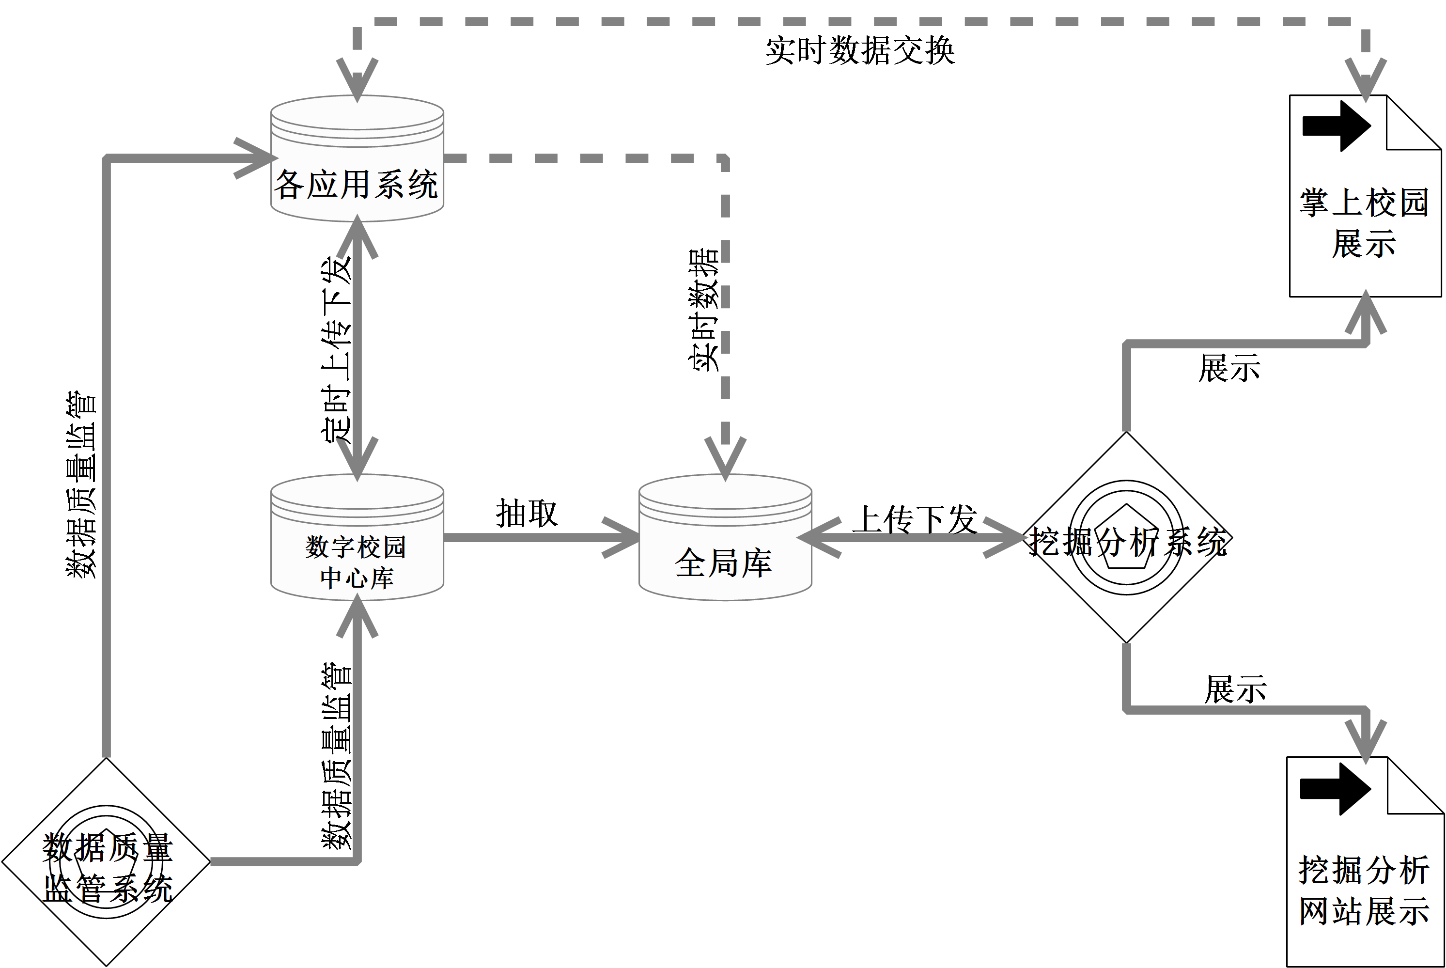 实时数据交换
各应用系统
掌上校园
展示
定时上传下发
实时数据
数据质量监管
展示
抽取
上传下发
数字校园
中心库
全局库
挖掘分析系统
数据质量监管
展示
数据质量
监管系统
挖掘分析
网站展示